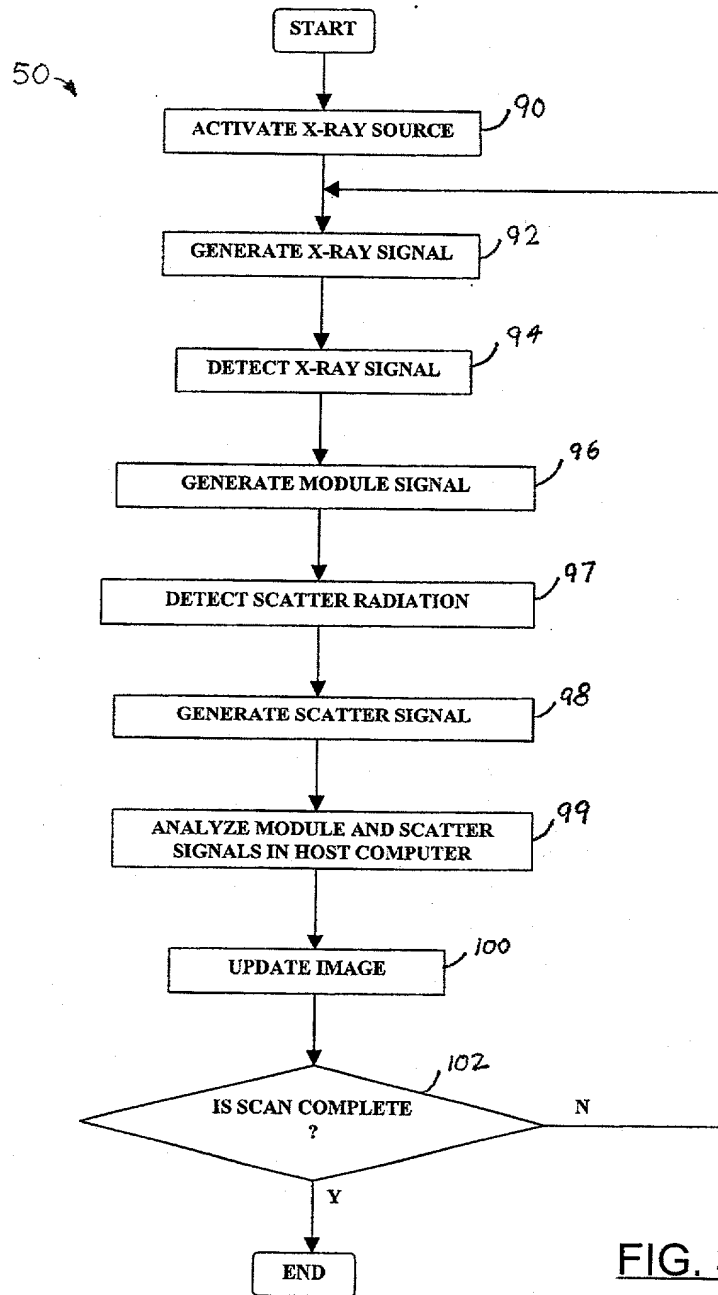 START
50
ACTIVATE X-RAY SOURCE
90
GENERATE X-RAY SIGNAL
92
DETECT X-RAY SIGNAL
94
GENERATE MODULE SIGNAL
96
DETECT SCATTER RADIATION
97
GENERATE SCATTER SIGNAL
98
ANALYZE MODULE AND SCATTER
SIGNALS IN HOST COMPUTER
99
UPDATE IMAGE
100
IS SCAN COMPLETE
?
102
N
Y
END
FIG.